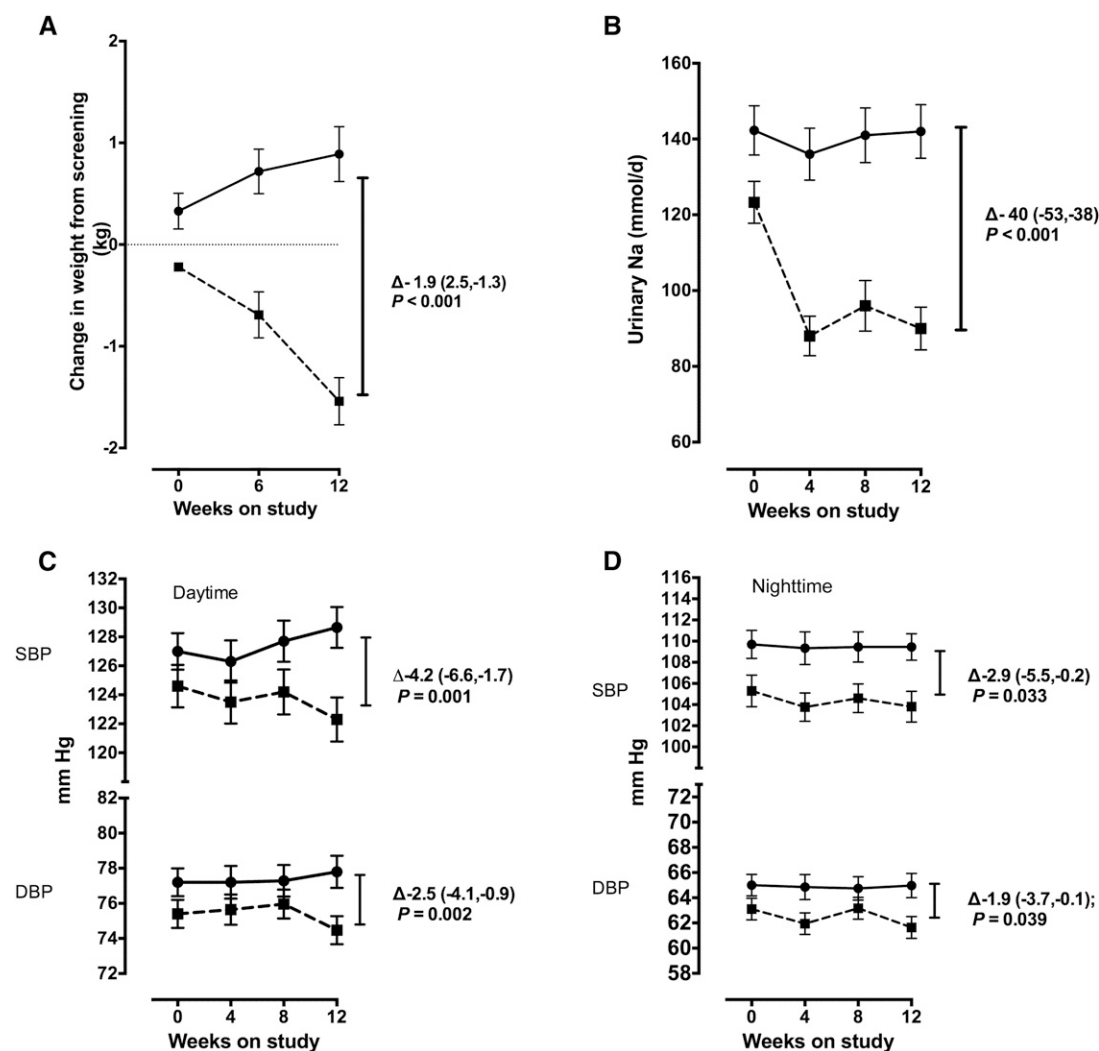 A
2
1
0
-1
-2
Change in weight from screening
(kg)
Δ- 1.9 (2.5,-1.3)
P < 0.001
0 6 12
Weeks on study
B
160
140
120
100
80
60
Urinary Na (mmol/d)
Δ- 40 (-53,-38)
P < 0.001
0 4 8 12
Weeks on study
C
Daytime
132
130
128
126
124
122
120
SBP
Δ-4.2 (-6.6,-1.7)
P = 0.001
mm Hg
82
80
78
76
74
72
DBP
Δ-2.5 (-4.1,-0.9)
P = 0.002
0 4 8 12
Weeks on study
D
Nighttime
116
114
112
110
108
106
104
102
100
SBP
Δ-2.9 (-5.5,-0.2)
P = 0.033
mm Hg
72
70
68
66
64
62
60
58
DBP
Δ-1.9 (-3.7,-0.1);
P = 0.039
0 4 8 12
Weeks on study